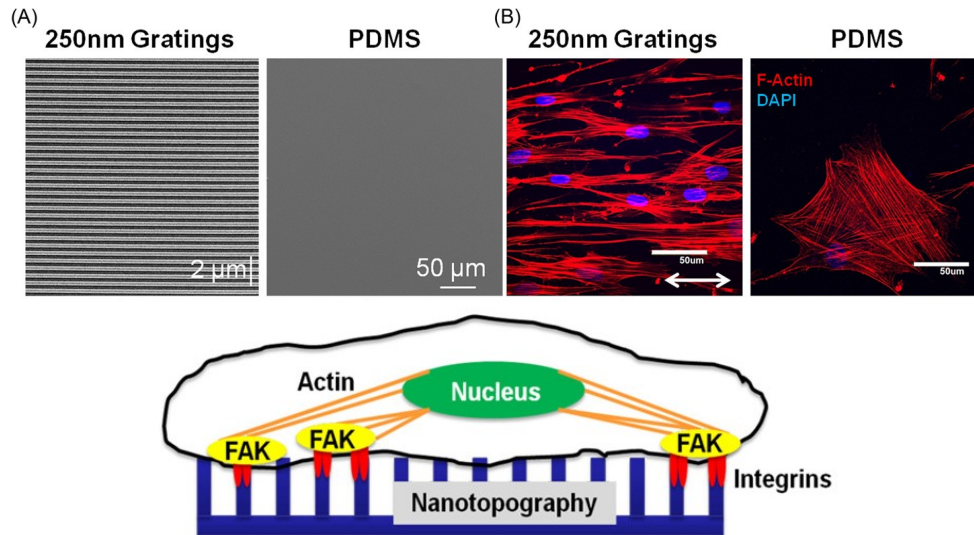 (A)
250nm Gratings
PDMS
2 µm
50 µm
(B)
250nm Gratings
PDMS
50um
F-Actin
DAPI
50um
Actin
Nucleus
FAK
FAK
FAK
Integrins
Nanotopography